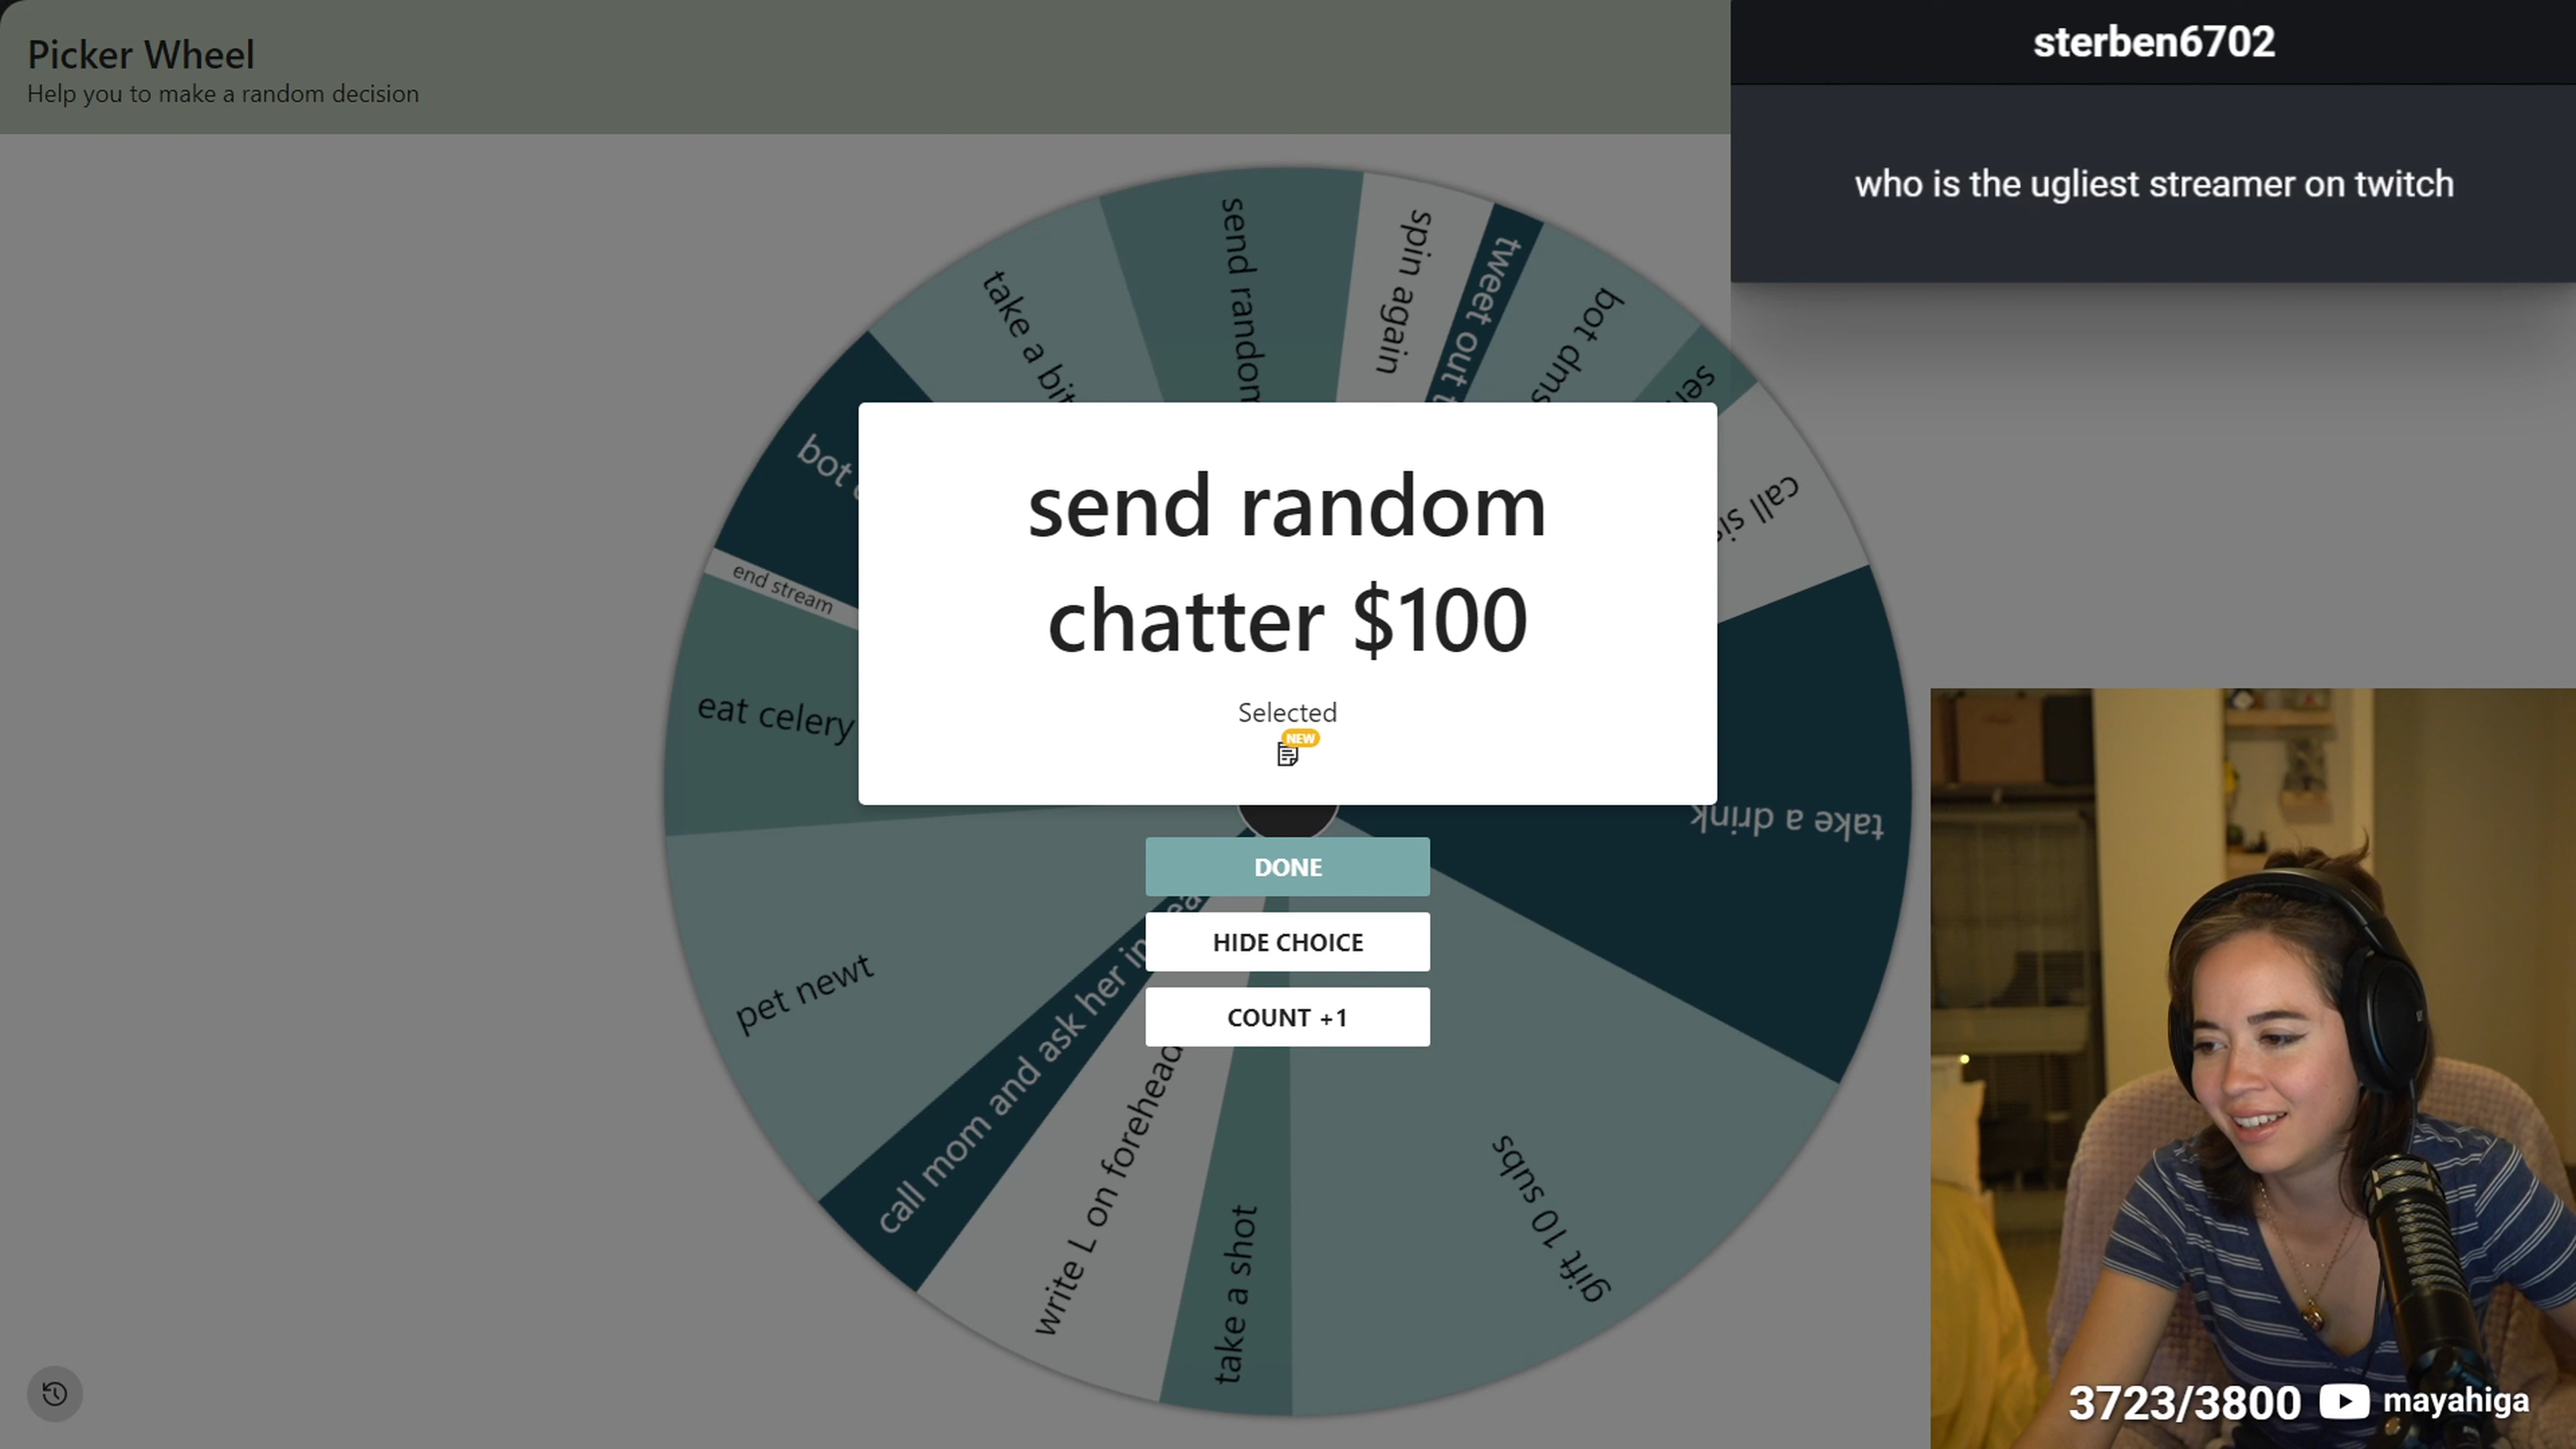 Picker Wheel
Help you to make a random decision
sterben6702
who is the ugliest streamer on twitch
send random
spin again
tweet out
bot dms
call
take a drink
gift 10 subs
take a shot
write L on forehead
call mom and ask her
pet newt
eat celery
end stream
bot
take a
send random
chatter $100
Selected
NEW
DONE
HIDE CHOICE
COUNT +1
3723/3800
mayahiga